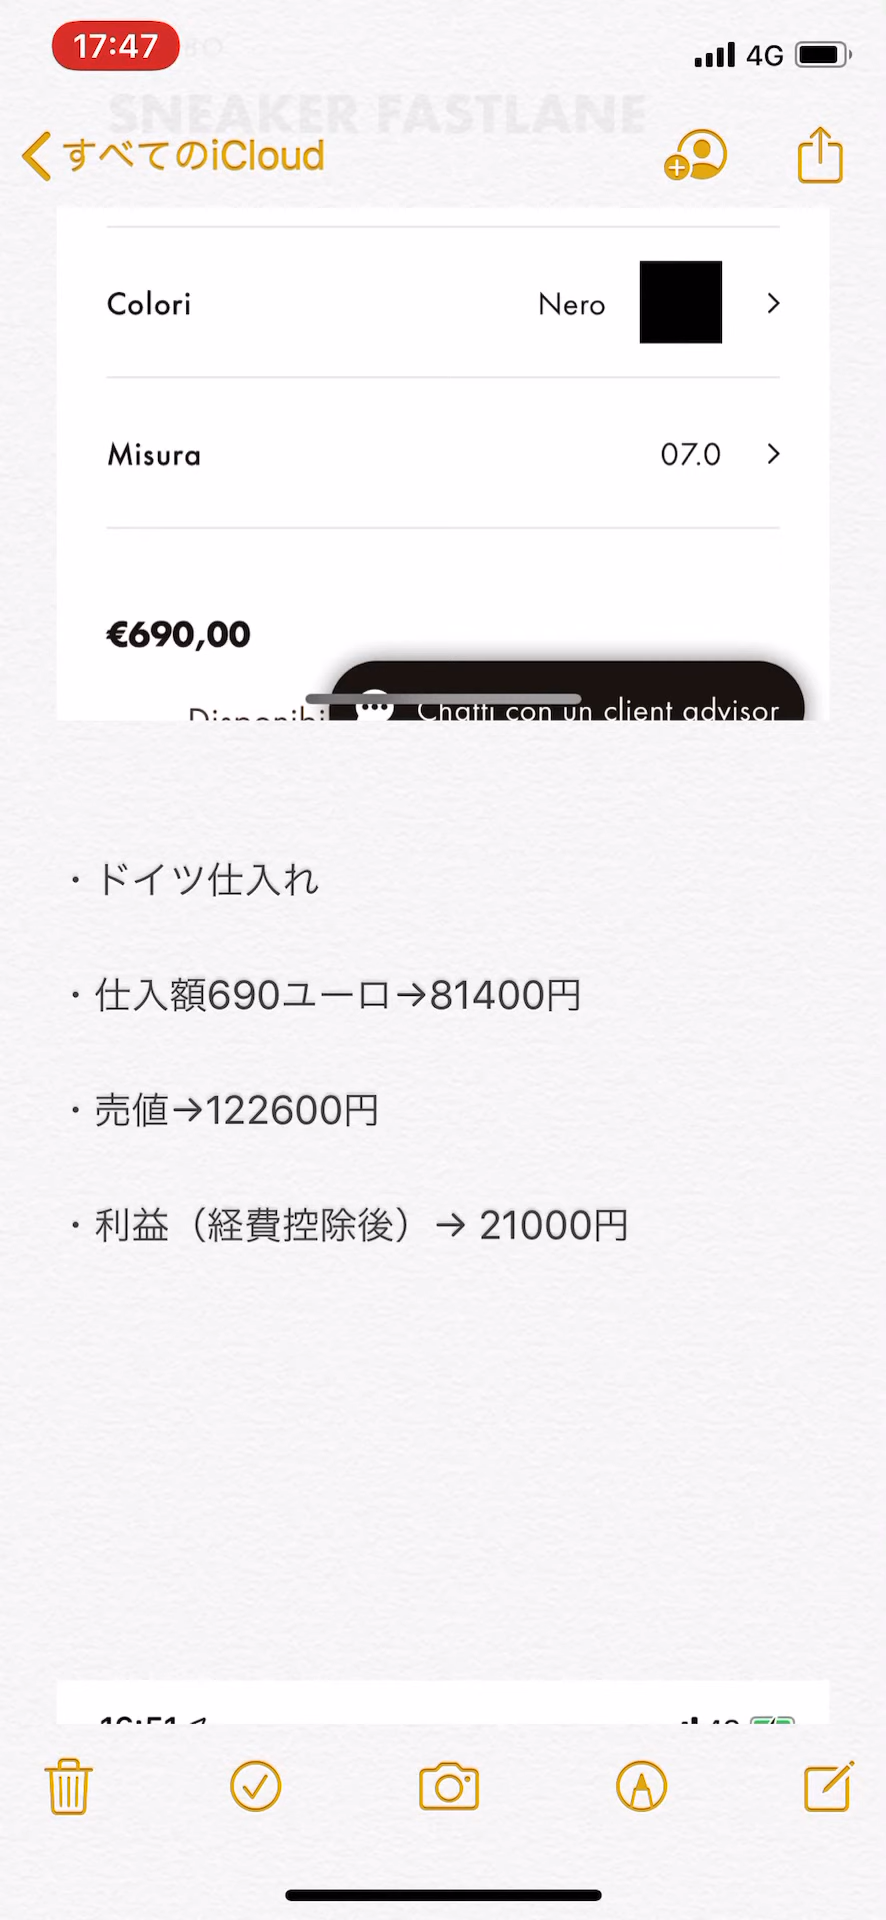 17:47
4G
SNEAKER FASTLANE
すべてのiCloud
Colori
Nero
Misura
07.0
€690,00
Chatti con un client advisor
・ドイツ仕入れ
・仕入額690ユーロ→81400円
・売値→122600円
・利益（経費控除後）→ 21000円